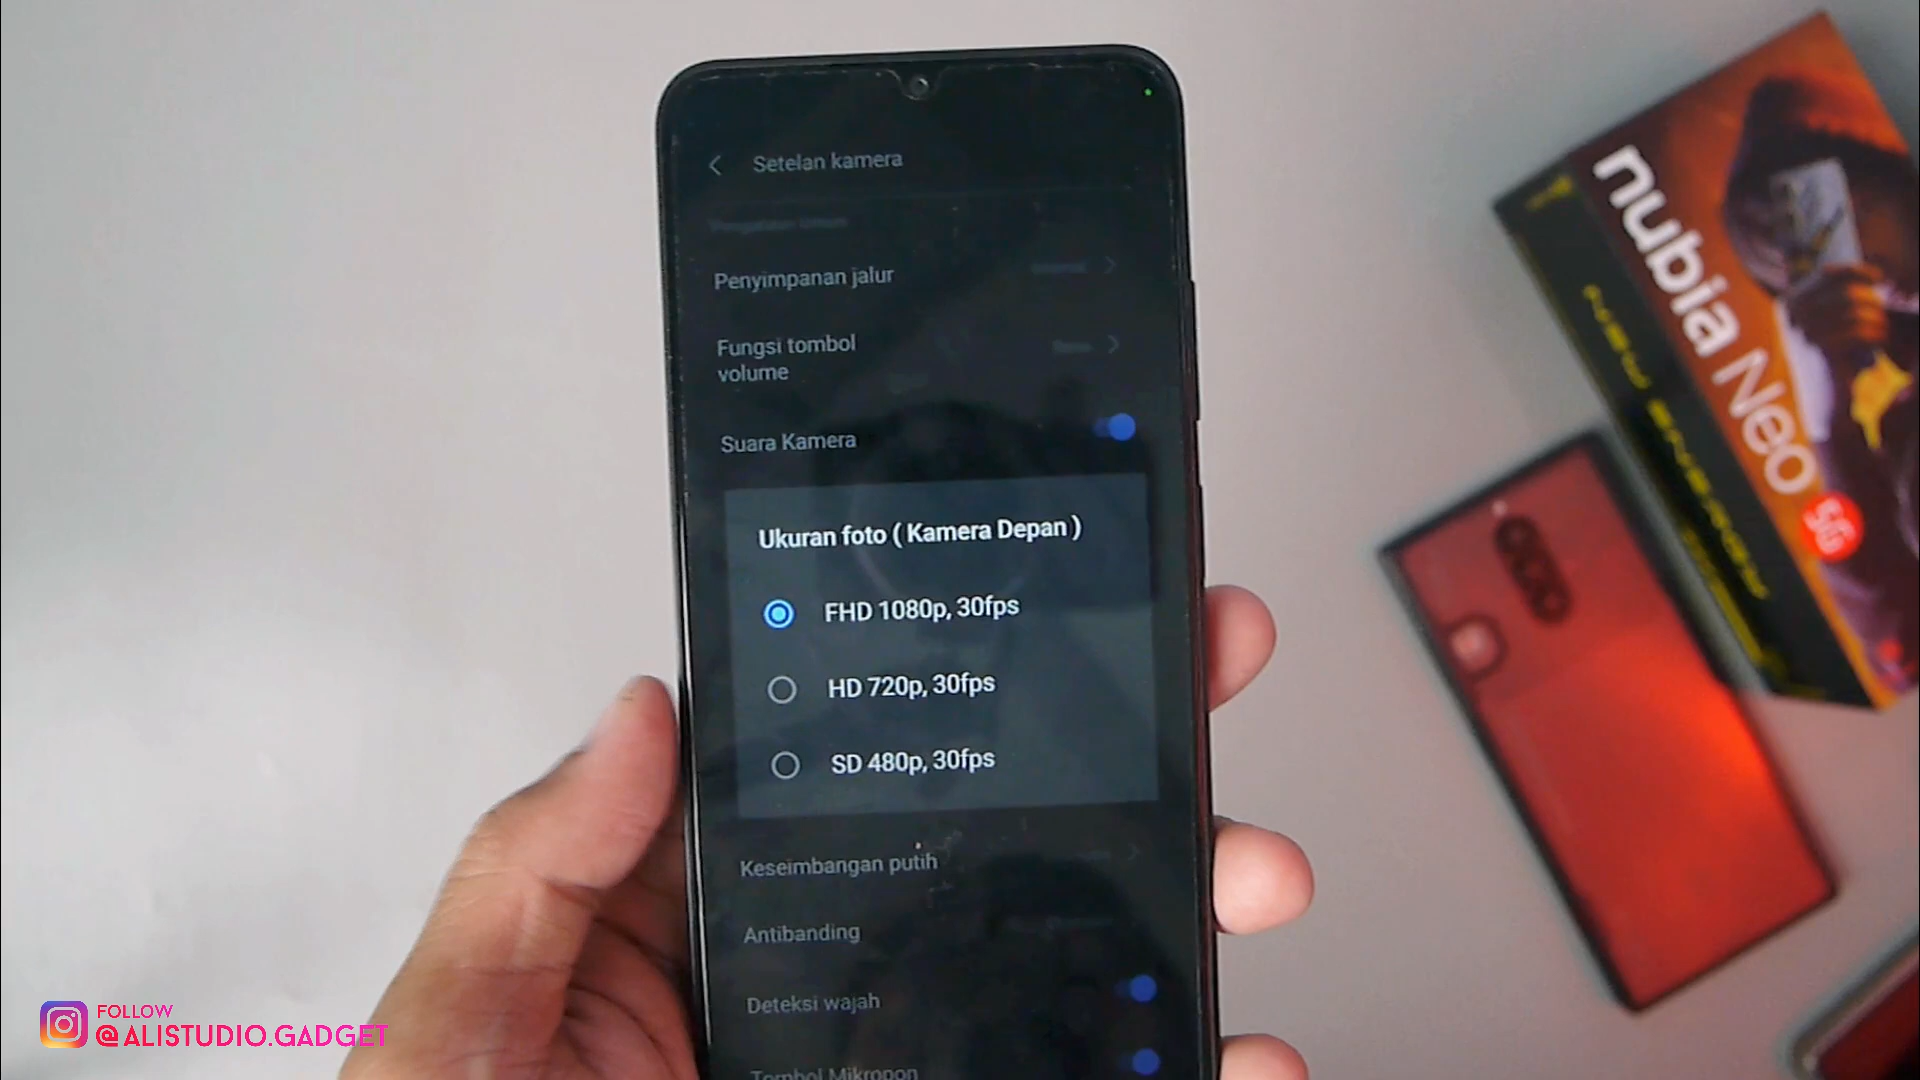 Setelan kamera
Penyimpanan jalur
Fungsi tombol
volume
Suara Kamera
Ukuran foto ( Kamera Depan )
FHD 1080p, 30fps
HD 720p, 30fps
SD 480p, 30fps
Keseimbangan putih
Antibanding
Deteksi wajah
Tombol Mikropon
nubia Neo 5G
FOLLOW
@ALISTUDIO.GADGET